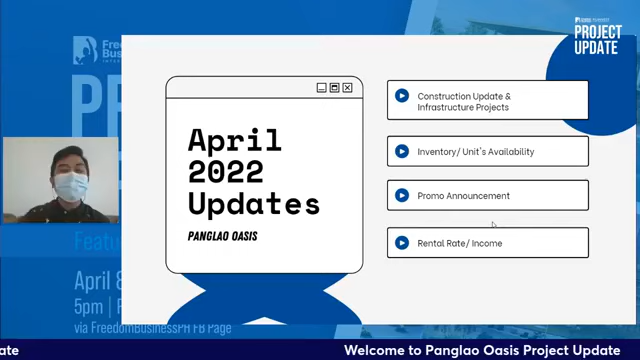 PROJECT
UPDATE
April
2022
Updates
PANGLAO OASIS
Construction Update &
Infrastructure Projects
Inventory/ Unit's Availability
Promo Announcement
Rental Rate/ Income
April 8
5pm |
via FreedomBusinessPH FB Page
ate
Welcome to Panglao Oasis Project Update